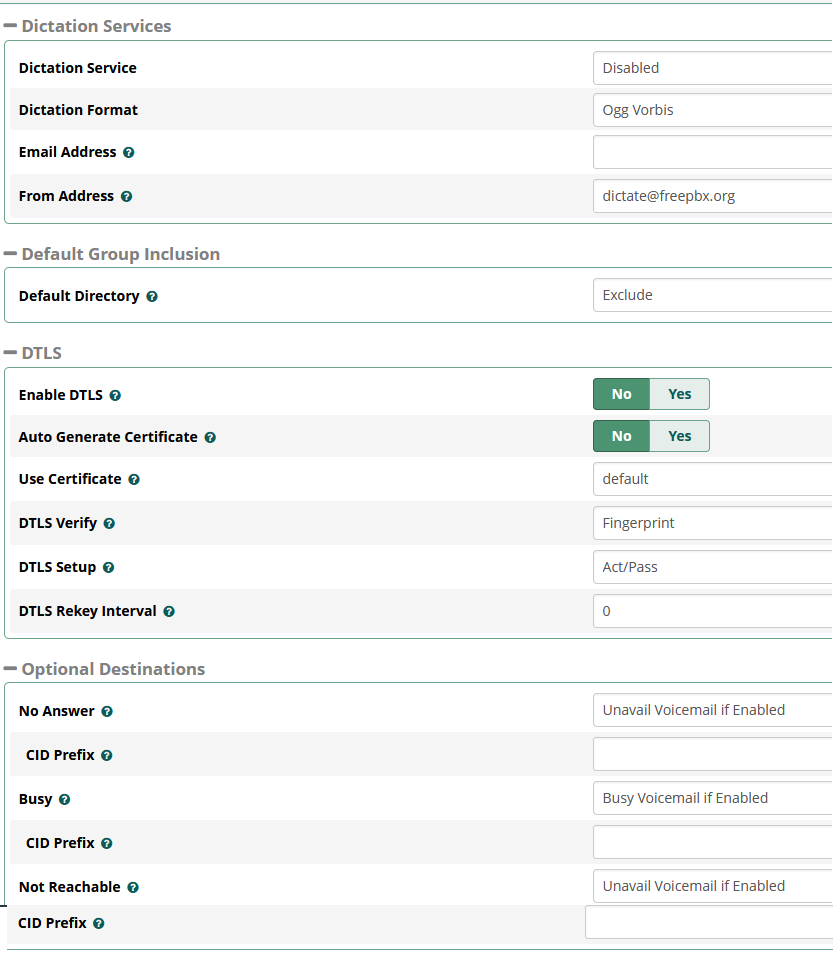 Dictation Services
Dictation Service Disabled
Dictation Format Ogg Vorbis
Email Address
From Address dictate@freepbx.org
Default Group Inclusion
Default Directory Exclude
DTLS
Enable DTLS No Yes
Auto Generate Certificate No Yes
Use Certificate default
DTLS Verify Fingerprint
DTLS Setup Act/Pass
DTLS Rekey Interval 0
Optional Destinations
No Answer Unavail Voicemail if Enabled
CID Prefix
Busy Busy Voicemail if Enabled
CID Prefix
Not Reachable Unavail Voicemail if Enabled
CID Prefix